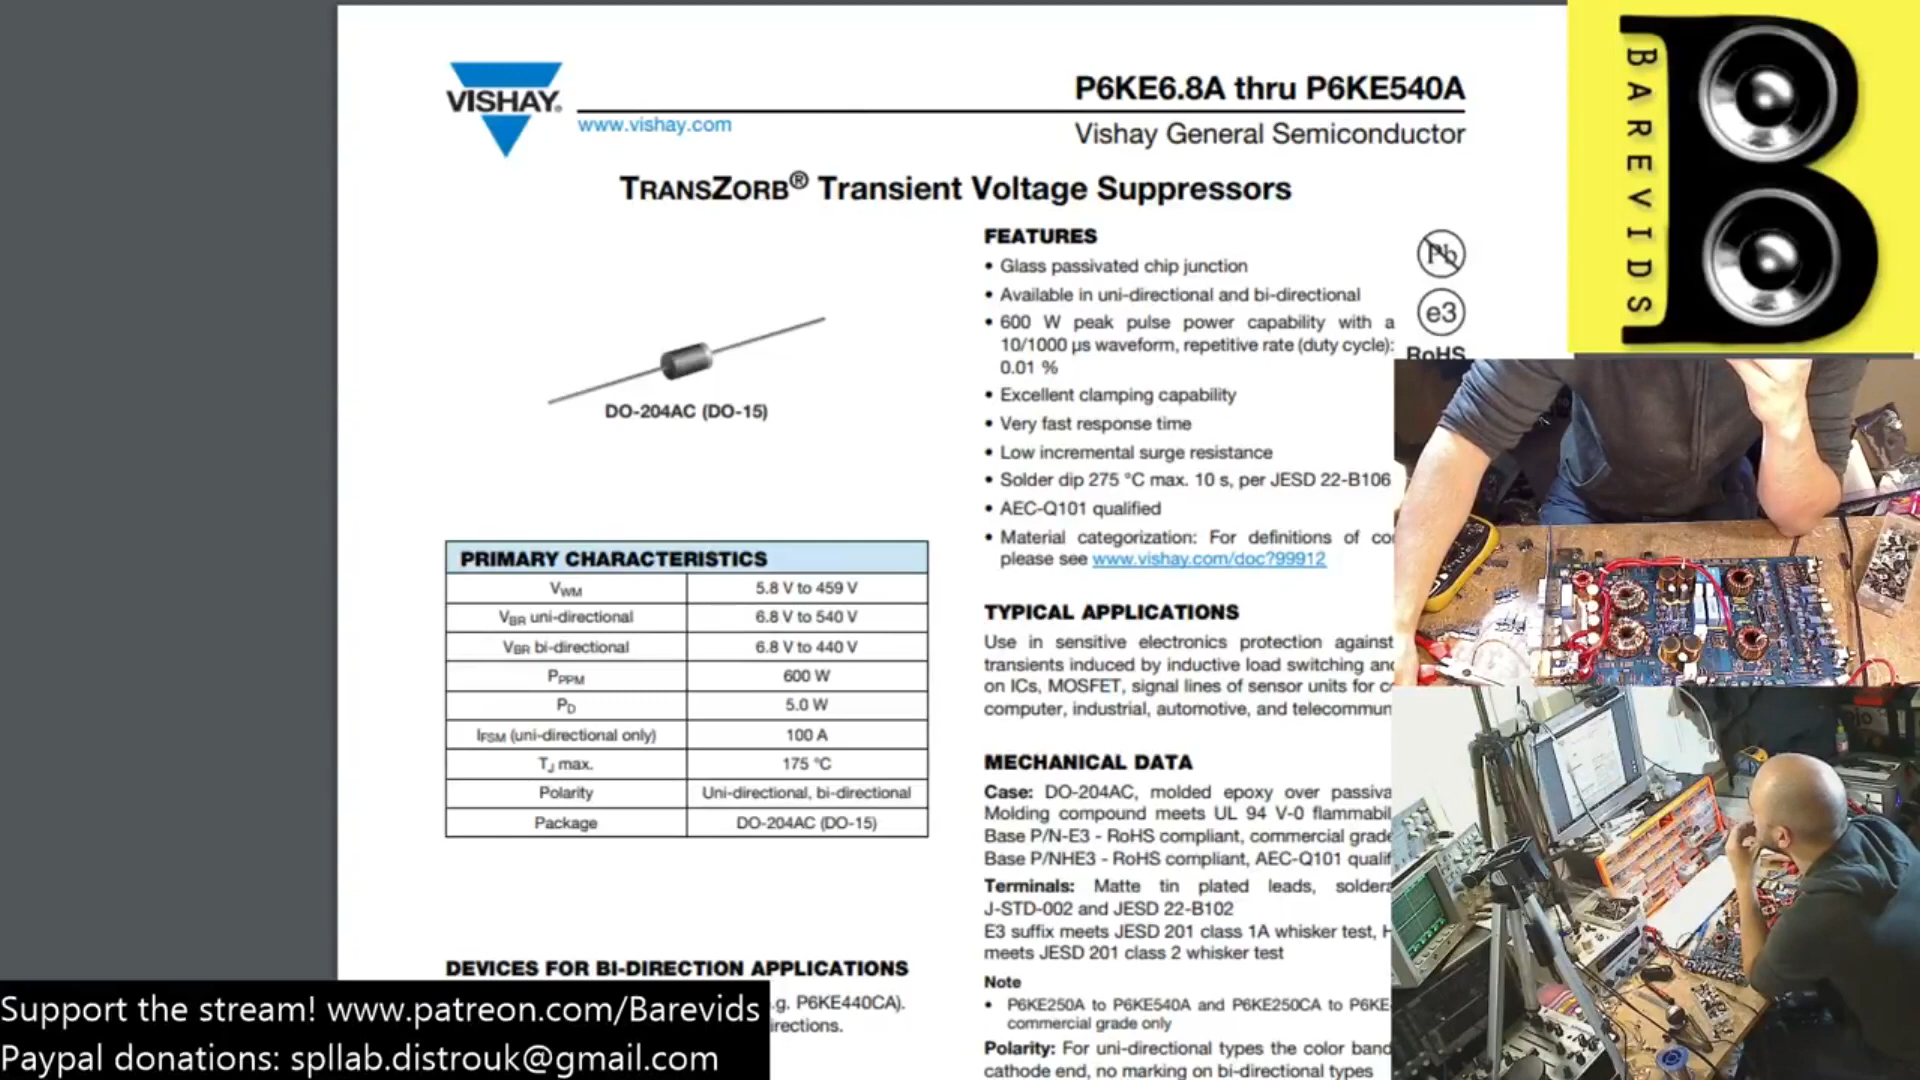 VISHAY.
www.vishay.com
P6KE6.8A thru P6KE540A
Vishay General Semiconductor
TRANSZORB® Transient Voltage Suppressors
DO-204AC (DO-15)
FEATURES
• Glass passivated chip junction
• Available in uni-directional and bi-directional
• 600 W peak pulse power capability with a
10/1000 μs waveform, repetitive rate (duty cycle):
0.01 %
• Excellent clamping capability
• Very fast response time
• Low incremental surge resistance
• Solder dip 275 °C max. 10 s, per JESD 22-B106
• AEC-Q101 qualified
• Material categorization: For definitions of
please see www.vishay.com/doc?99912
Pb
e3
RoHS
PRIMARY CHARACTERISTICS
VWM 5.8 V to 459 V
VBR uni-directional 6.8 V to 540 V
VBR bi-directional 6.8 V to 440 V
PPPM 600 W
PD 5.0 W
IFSM (uni-directional only) 100 A
TJ max. 175 °C
Polarity Uni-directional, bi-directional
Package DO-204AC (DO-15)
TYPICAL APPLICATIONS
Use in sensitive electronics protection against
transients induced by inductive load switching and
on ICs, MOSFET, signal lines of sensor units for
computer, industrial, automotive, and
MECHANICAL DATA
Case: DO-204AC, molded epoxy over
Molding compound meets UL 94 V-0
Base P/N-E3 - RoHS compliant, commercial grade
Base P/NHE3 - RoHS compliant, AEC-Q101
Terminals: Matte tin plated leads,
J-STD-002 and JESD 22-B102
E3 suffix meets JESD 201 class 1A whisker test,
meets JESD 201 class 2 whisker test
Note
• P6KE250A to P6KE540A and P6KE250CA to
commercial grade only
Polarity: For uni-directional types the color band
cathode end, no marking on bi-directional types
DEVICES FOR BI-DIRECTION APPLICATIONS
.g. P6KE440CA).
irections.
BAREVIDS
Support the stream! www.patreon.com/Barevids
Paypal donations: spllab.distrouk@gmail.com